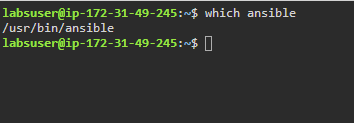 labsuser@ip-172-31-49-245:~$ which ansible
/usr/bin/ansible
labsuser@ip-172-31-49-245:~$